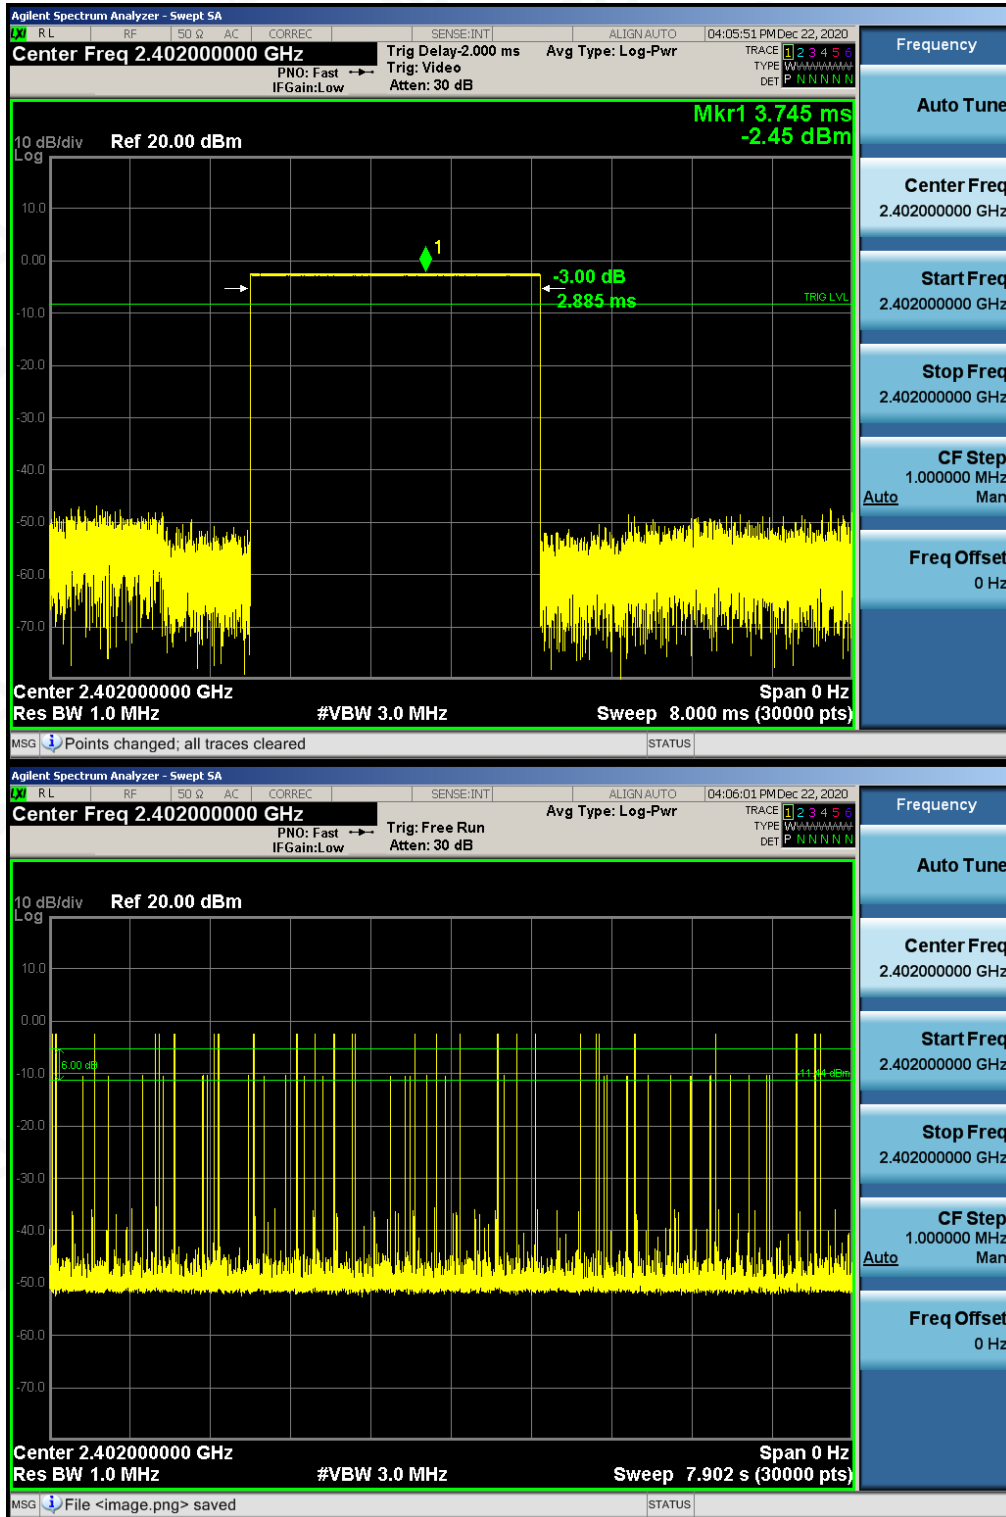 Agilent Spectrum Analyzer - Swept SA
LXI RL RF 50 Ω AC CORREC SENSE:INT ALIGN AUTO 04:05:51 PM Dec 22, 2020
Center Freq 2.402000000 GHz Trig Delay-2.000 ms Avg Type: Log-Pwr TRACE 1 2 3 4 5 6
PNO: Fast Trig: Video TYPE WWWWWW
IFGain:Low Atten: 30 dB DET P N N N N N
Mkr1 3.745 ms
-2.45 dBm
10 dB/div Ref 20.00 dBm
Log
10.0
0.00
-10.0
-20.0
-30.0
-40.0
-50.0
-60.0
-70.0
1
-3.00 dB
2.885 ms
TRIG LVL
Center 2.402000000 GHz Span 0 Hz
Res BW 1.0 MHz #VBW 3.0 MHz Sweep 8.000 ms (30000 pts)
MSG Points changed; all traces cleared STATUS
Frequency
Auto Tune
Center Freq
2.402000000 GHz
Start Freq
2.402000000 GHz
Stop Freq
2.402000000 GHz
CF Step
1.000000 MHz
Auto Man
Freq Offset
0 Hz
Agilent Spectrum Analyzer - Swept SA
LXI RL RF 50 Ω AC CORREC SENSE:INT ALIGN AUTO 04:06:01 PM Dec 22, 2020
Center Freq 2.402000000 GHz Avg Type: Log-Pwr TRACE 1 2 3 4 5 6
PNO: Fast Trig: Free Run TYPE WWWWWW
IFGain:Low Atten: 30 dB DET P N N N N N
10 dB/div Ref 20.00 dBm
Log
10.0
0.00
-10.0
-20.0
-30.0
-40.0
-50.0
-60.0
-70.0
6.00 dB
-11.44 dBm
Center 2.402000000 GHz Span 0 Hz
Res BW 1.0 MHz #VBW 3.0 MHz Sweep 7.902 s (30000 pts)
MSG File <image.png> saved STATUS
Frequency
Auto Tune
Center Freq
2.402000000 GHz
Start Freq
2.402000000 GHz
Stop Freq
2.402000000 GHz
CF Step
1.000000 MHz
Auto Man
Freq Offset
0 Hz